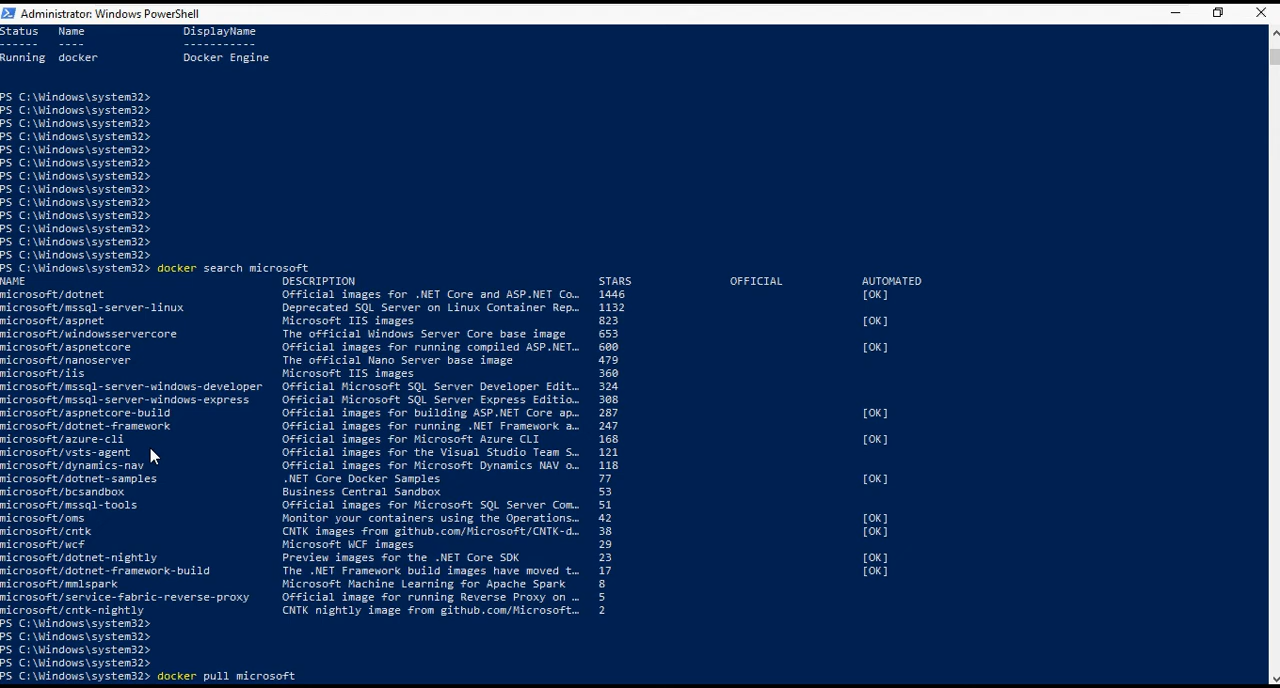 Administrator: Windows PowerShell
Status Name DisplayName
------ ---- -----------
Running docker Docker Engine
PS C:\Windows\system32>
PS C:\Windows\system32>
PS C:\Windows\system32>
PS C:\Windows\system32>
PS C:\Windows\system32>
PS C:\Windows\system32>
PS C:\Windows\system32>
PS C:\Windows\system32>
PS C:\Windows\system32>
PS C:\Windows\system32>
PS C:\Windows\system32>
PS C:\Windows\system32>
PS C:\Windows\system32>
PS C:\Windows\system32> docker search microsoft
NAME DESCRIPTION STARS OFFICIAL AUTOMATED
microsoft/dotnet Official images for .NET Core and ASP.NET Co… 1446 [OK]
microsoft/mssql-server-linux Deprecated SQL Server on Linux Container Rep… 1132
microsoft/aspnet Microsoft IIS images 823 [OK]
microsoft/windowsservercore The official Windows Server Core base image 653
microsoft/aspnetcore Official images for running compiled ASP.NET… 600 [OK]
microsoft/nanoserver The official Nano Server base image 479
microsoft/iis Microsoft IIS images 360
microsoft/mssql-server-windows-developer Official Microsoft SQL Server Developer Edit… 324
microsoft/mssql-server-windows-express Official Microsoft SQL Server Express Editio… 308
microsoft/aspnetcore-build Official images for building ASP.NET Core ap… 287 [OK]
microsoft/dotnet-framework Official images for running .NET Framework a… 247
microsoft/azure-cli Official images for Microsoft Azure CLI 168 [OK]
microsoft/vsts-agent Official images for the Visual Studio Team S… 121
microsoft/dynamics-nav Official images for Microsoft Dynamics NAV o… 118
microsoft/dotnet-samples .NET Core Docker Samples 77 [OK]
microsoft/bcsandbox Business Central Sandbox 53
microsoft/mssql-tools Official images for Microsoft SQL Server Com… 51
microsoft/oms Monitor your containers using the Operations… 42 [OK]
microsoft/cntk CNTK images from github.com/Microsoft/CNTK-d… 38 [OK]
microsoft/wcf Microsoft WCF images 29
microsoft/dotnet-nightly Preview images for the .NET Core SDK 23 [OK]
microsoft/dotnet-framework-build The .NET Framework build images have moved t… 17 [OK]
microsoft/mmlspark Microsoft Machine Learning for Apache Spark 8
microsoft/service-fabric-reverse-proxy Official image for running Reverse Proxy on … 5
microsoft/cntk-nightly CNTK nightly image from github.com/Microsoft… 2
PS C:\Windows\system32>
PS C:\Windows\system32>
PS C:\Windows\system32>
PS C:\Windows\system32>
PS C:\Windows\system32> docker pull microsoft